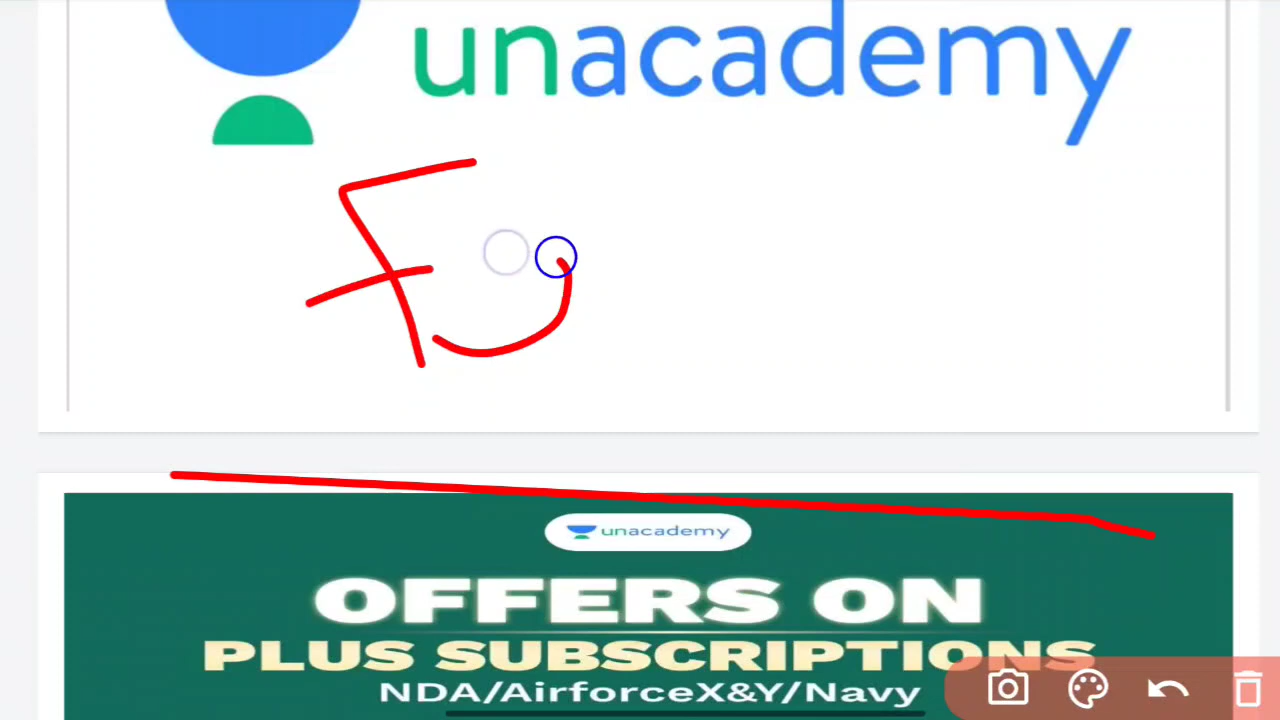 unacademy
F
unacademy
OFFERS ON
PLUS SUBSCRIPTIONS
NDA/AirforceX&Y/Navy